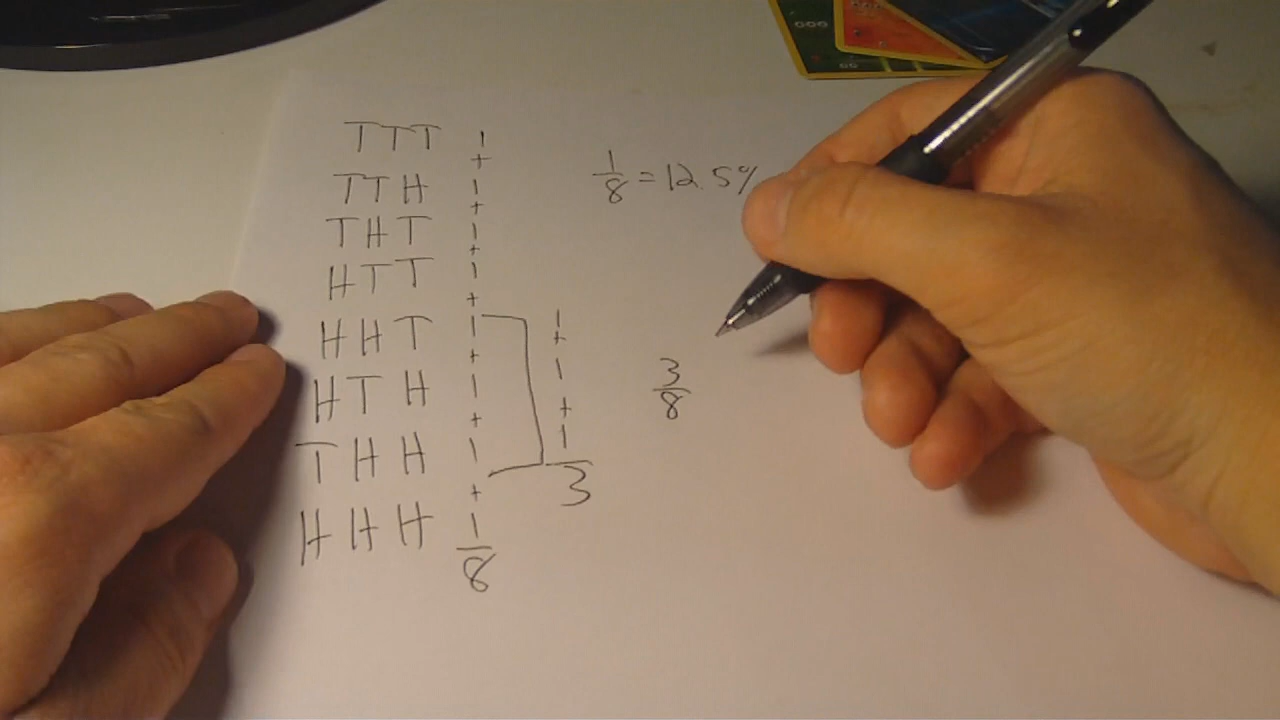 TTT 1
+
TTH 1
+
THT 1
+
HTT 1
+
HHT 1
+
HTH 1
+
THH 1
+
HHH 1
8
1
+
1
+
1
3
1/8 = 12.5%
3/8